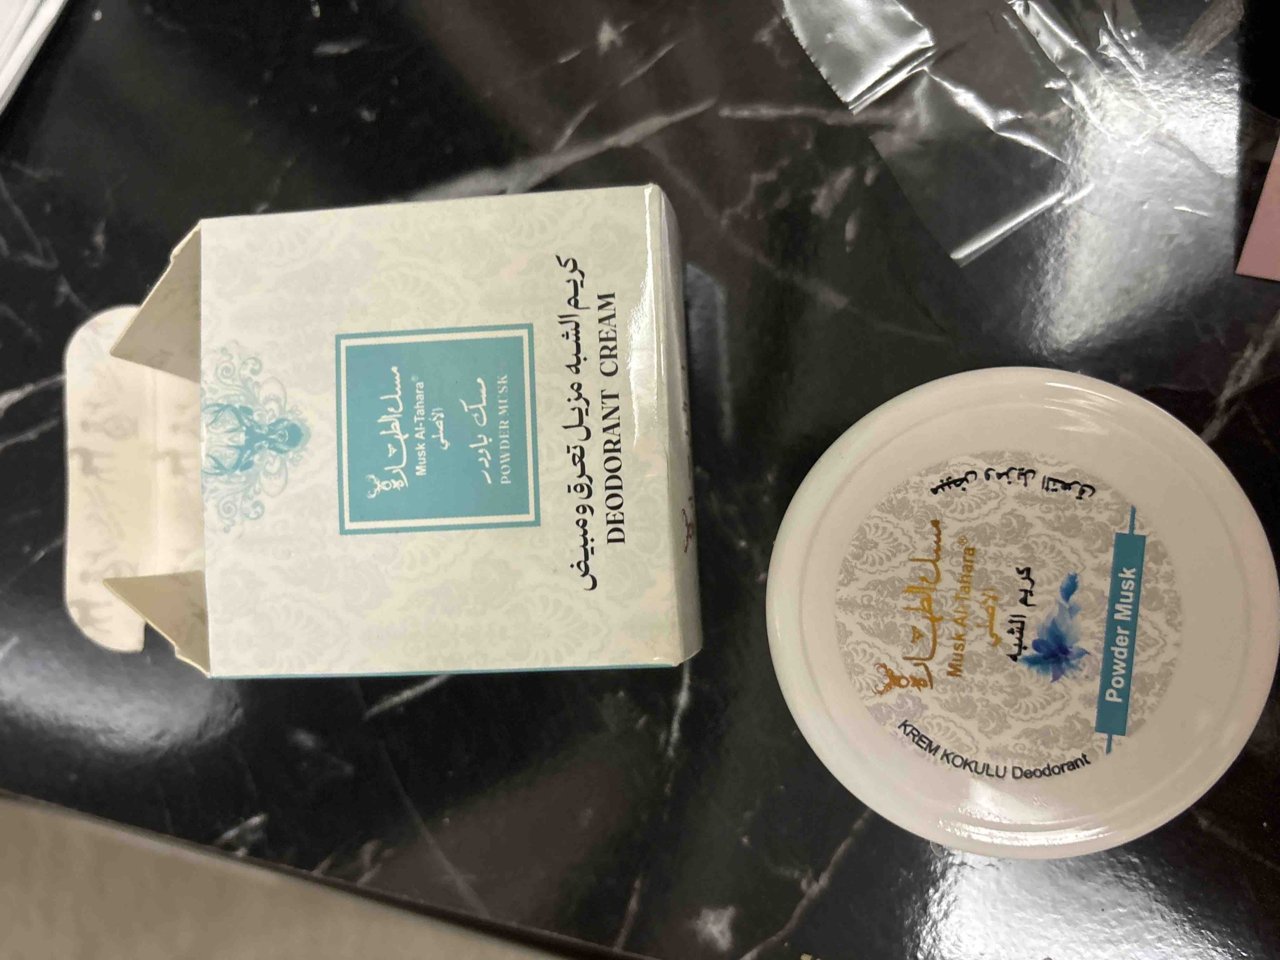 مسك الطهارة
Musk Al-Tahara®
الأصلي
مسك باودر
POWDER MUSK
كريم الشبه مزيل تعرق ومبيض
DEODORANT CREAM
مسك الطهارة
Musk Al-Tahara®
الأصلي
كريم الشبه
Powder Musk
KREM KOKULU Deodorant